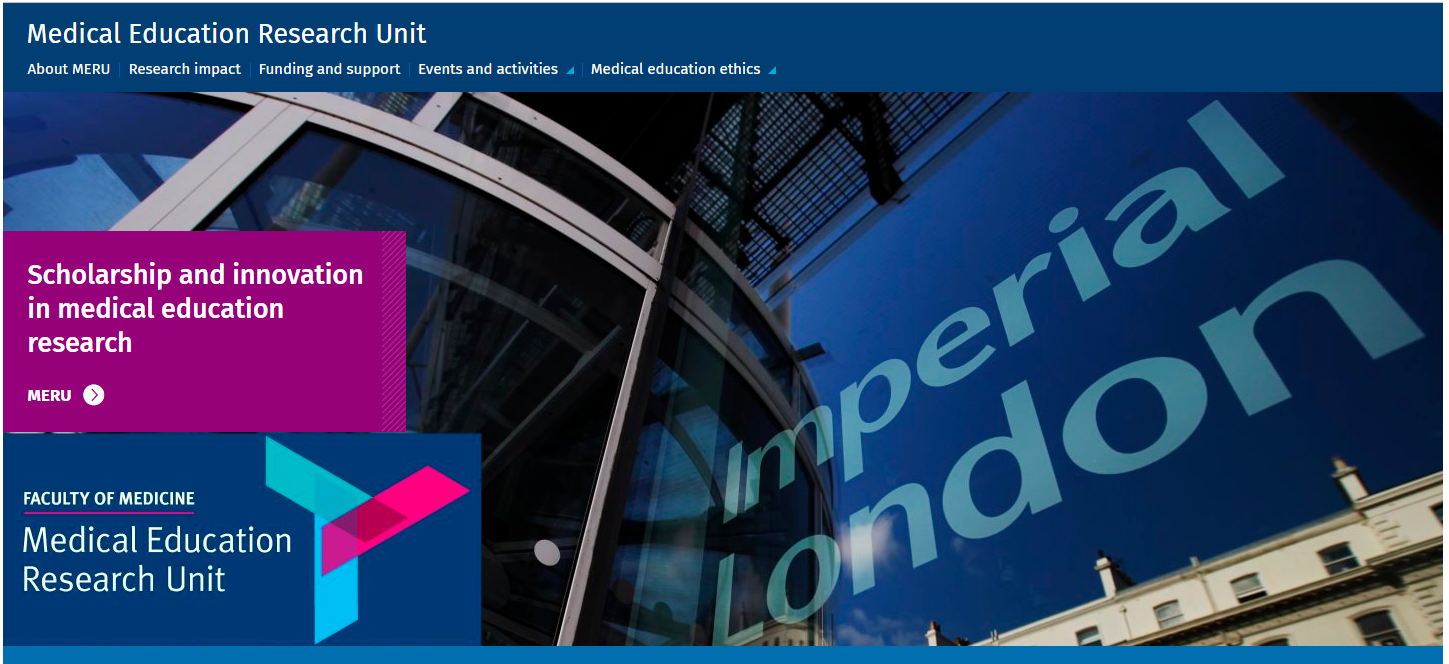 Medical Education Research Unit
About MERU Research impact Funding and support Events and activities Medical education ethics
Scholarship and innovation
in medical education
research
MERU
Imperial
London
FACULTY OF MEDICINE
Medical Education
Research Unit